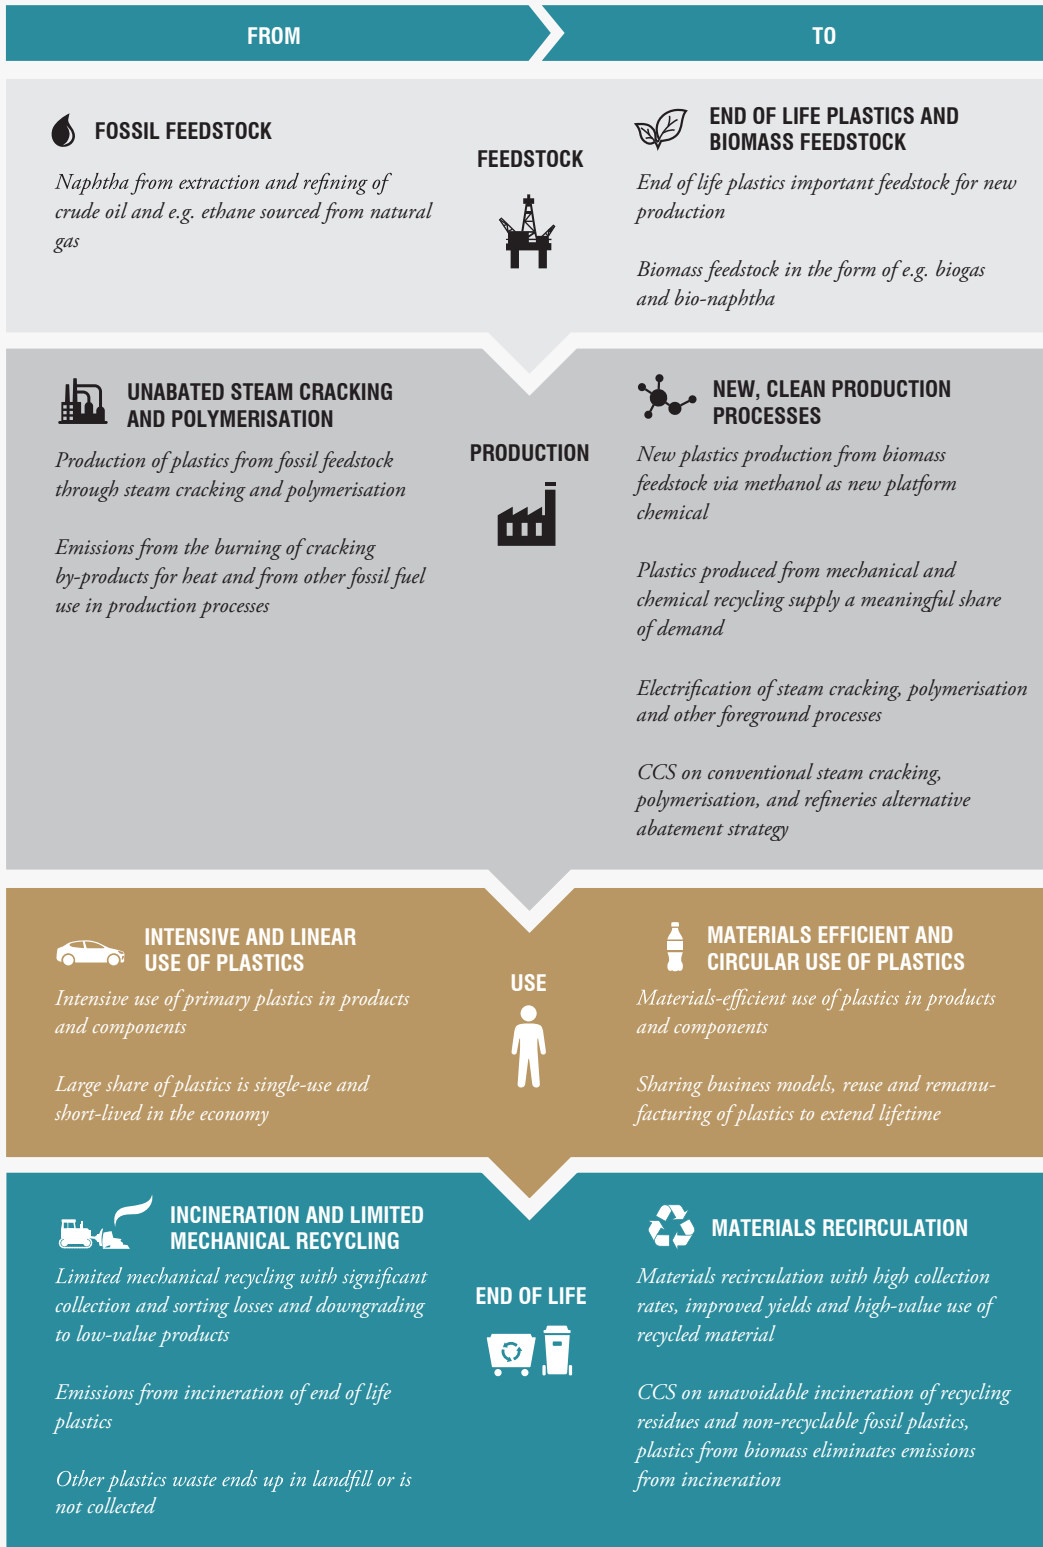 FROM
TO
FOSSIL FEEDSTOCK
Naphtha from extraction and refining of
crude oil and e.g. ethane sourced from natural
gas
FEEDSTOCK
END OF LIFE PLASTICS AND
BIOMASS FEEDSTOCK
End of life plastics important feedstock for new
production
Biomass feedstock in the form of e.g. biogas
and bio-naphtha
UNABATED STEAM CRACKING
AND POLYMERISATION
Production of plastics from fossil feedstock
through steam cracking and polymerisation
Emissions from the burning of cracking
by-products for heat and from other fossil fuel
use in production processes
PRODUCTION
NEW, CLEAN PRODUCTION
PROCESSES
New plastics production from biomass
feedstock via methanol as new platform
chemical
Plastics produced from mechanical and
chemical recycling supply a meaningful share
of demand
Electrification of steam cracking, polymerisation
and other foreground processes
CCS on conventional steam cracking,
polymerisation, and refineries alternative
abatement strategy
INTENSIVE AND LINEAR
USE OF PLASTICS
Intensive use of primary plastics in products
and components
Large share of plastics is single-use and
short-lived in the economy
USE
MATERIALS EFFICIENT AND
CIRCULAR USE OF PLASTICS
Materials-efficient use of plastics in products
and components
Sharing business models, reuse and remanu-
facturing of plastics to extend lifetime
INCINERATION AND LIMITED
MECHANICAL RECYCLING
Limited mechanical recycling with significant
collection and sorting losses and downgrading
to low-value products
Emissions from incineration of end of life
plastics
Other plastics waste ends up in landfill or is
not collected
END OF LIFE
MATERIALS RECIRCULATION
Materials recirculation with high collection
rates, improved yields and high-value use of
recycled material
CCS on unavoidable incineration of recycling
residues and non-recyclable fossil plastics,
plastics from biomass eliminates emissions
from incineration